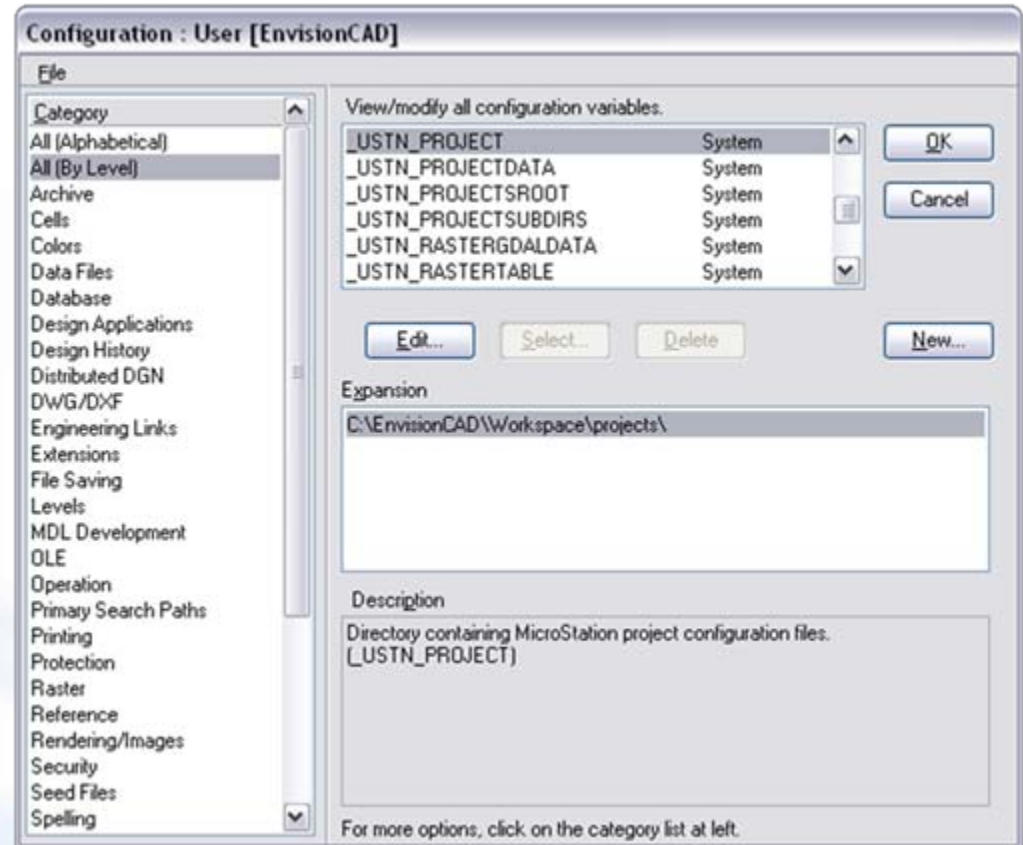 Configuration : User [EnvisionCAD]
File
Category
All (Alphabetical)
All (By Level)
Archive
Cells
Colors
Data Files
Database
Design Applications
Design History
Distributed DGN
DWG/DXF
Engineering Links
Extensions
File Saving
Levels
MDL Development
OLE
Operation
Primary Search Paths
Printing
Protection
Raster
Reference
Rendering/Images
Security
Seed Files
Spelling
View/modify all configuration variables.
_USTN_PROJECT System
_USTN_PROJECTDATA System
_USTN_PROJECTSROOT System
_USTN_PROJECTSUBDIRS System
_USTN_RASTERGDALDATA System
_USTN_RASTERTABLE System
OK
Cancel
Edit... Select... Delete New...
Expansion
C:\EnvisionCAD\Workspace\projects\
Description
Directory containing MicroStation project configuration files.
(_USTN_PROJECT)
For more options, click on the category list at left.